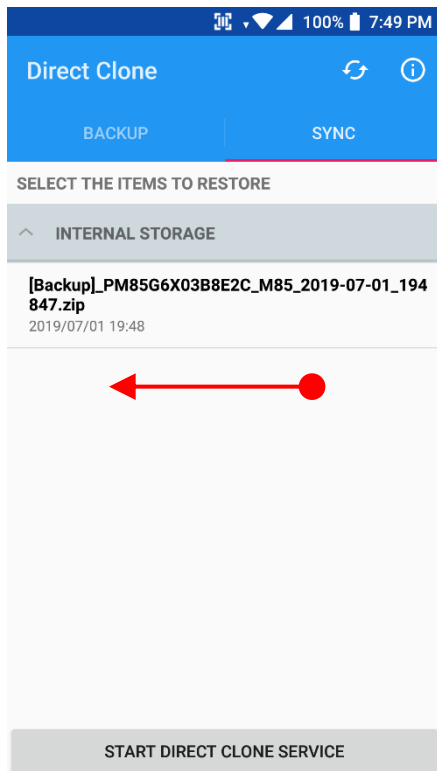 100% 7:49 PM
Direct Clone
BACKUP SYNC
SELECT THE ITEMS TO RESTORE
INTERNAL STORAGE
[Backup]_PM85G6X03B8E2C_M85_2019-07-01_194
847.zip
2019/07/01 19:48
START DIRECT CLONE SERVICE